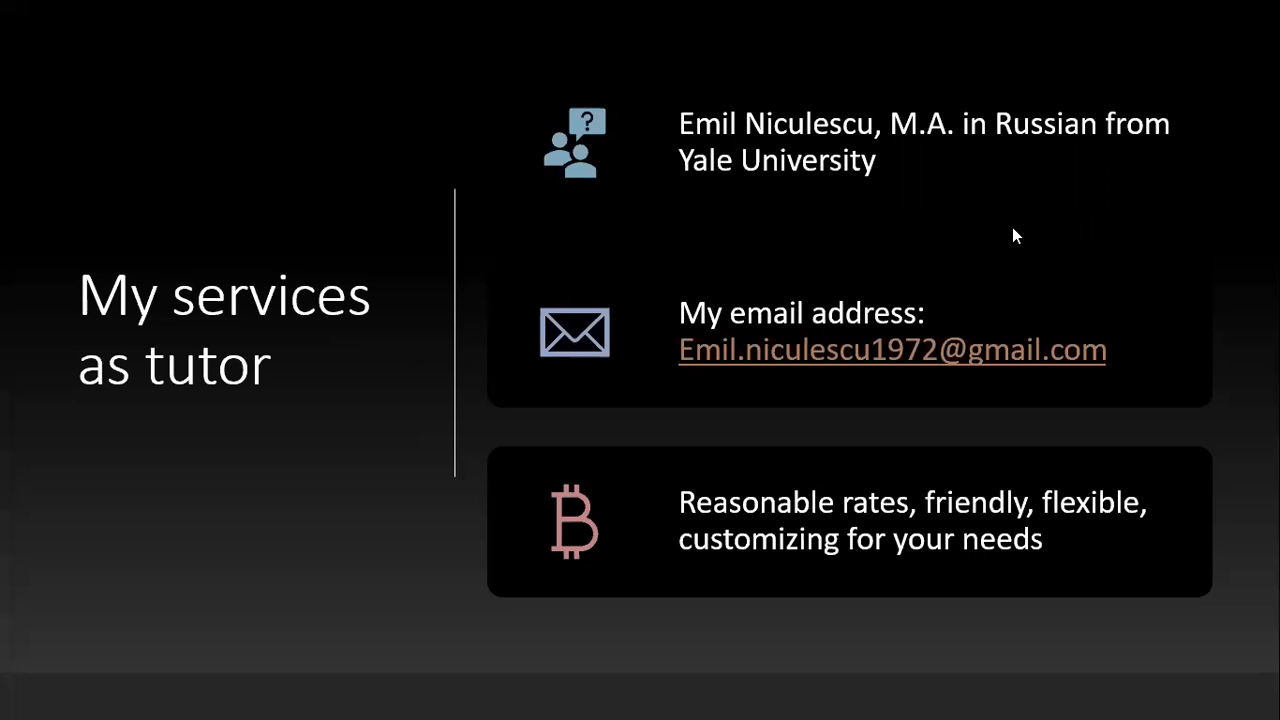 My services
as tutor
?
Emil Niculescu, M.A. in Russian from
Yale University
My email address:
Emil.niculescu1972@gmail.com
Reasonable rates, friendly, flexible,
customizing for your needs